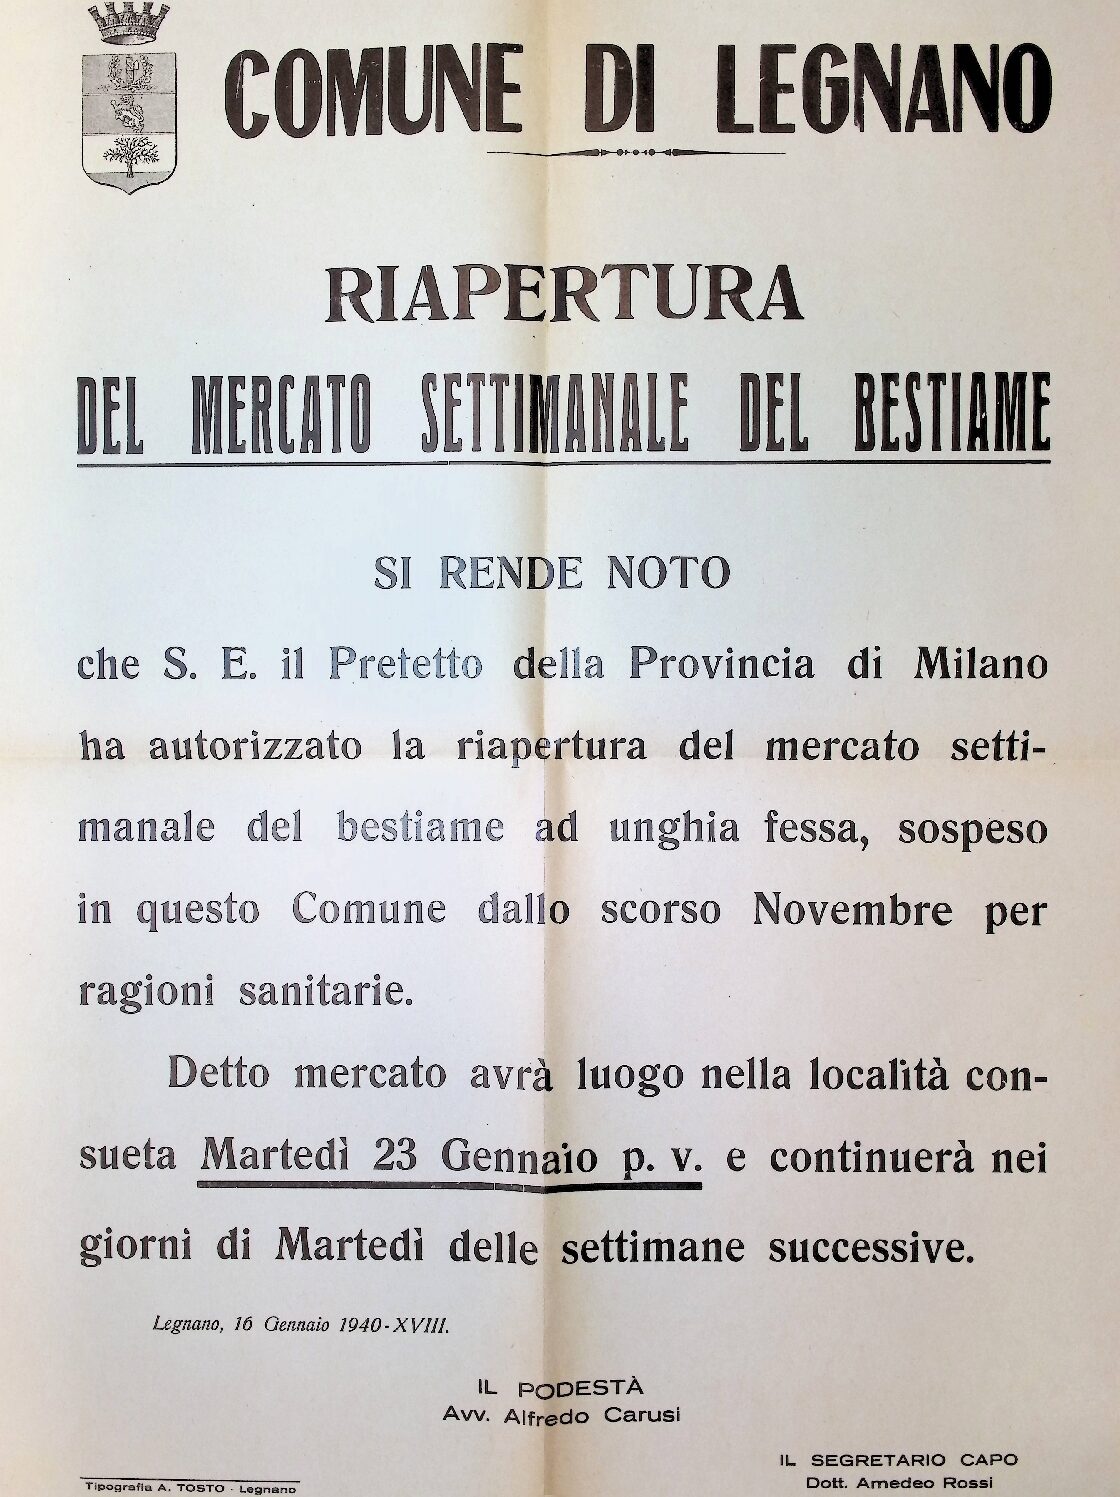 COMUNE DI LEGNANO
RIAPERTURA
DEL MERCATO SETTIMANALE DEL BESTIAME
SI RENDE NOTO
che S. E. il Pretetto della Provincia di Milano
ha autorizzato la riapertura del mercato setti-
manale del bestiame ad unghia fessa, sospeso
in questo Comune dallo scorso Novembre per
ragioni sanitarie.
Detto mercato avrà luogo nella località con-
sueta Martedì 23 Gennaio p. v. e continuerà nei
giorni di Martedì delle settimane successive.
Legnano, 16 Gennaio 1940-XVIII.
IL PODESTÀ
Avv. Alfredo Carusi
IL SEGRETARIO CAPO
Dott. Amedeo Rossi
Tipografia A. TOSTO - Legnano